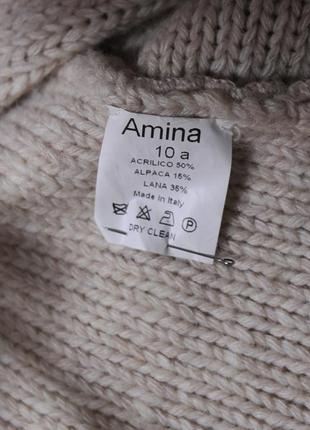 Amina
10 a
ACRILICO 50%
ALPACA 15%
LANA 35%
Made in Italy
P
DRY CLEAN